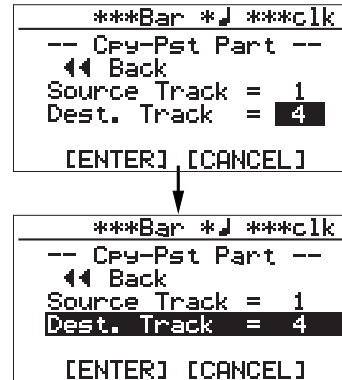 ***Bar *♩ ***clk
-- Cpy-Pst Part --
◀◀ Back
Source Track = 1
Dest. Track = 4
[ENTER] [CANCEL]
***Bar *♩ ***clk
-- Cpy-Pst Part --
◀◀ Back
Source Track = 1
Dest. Track = 4
[ENTER] [CANCEL]